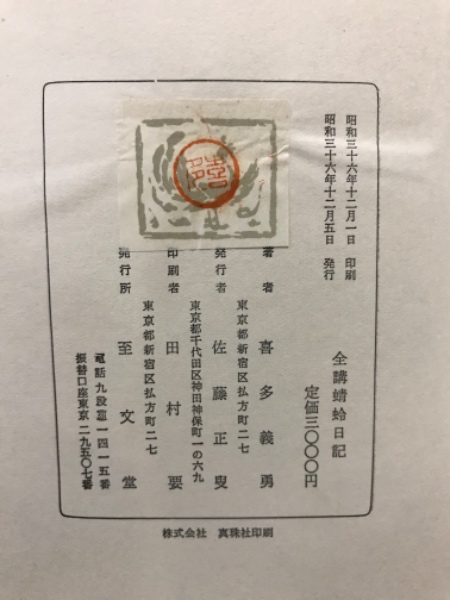 昭和三十六年十二月一日 印刷
昭和三十六年十二月五日 発行
全講蜻蛉日記
定価三〇〇〇円
著者 喜多義勇
東京都新宿区払方町二七
発行者 佐藤正叟
東京都千代田区神田神保町一の六九
印刷者 田村要
東京都新宿区払方町二七
発行所 至文堂
電話九段㊁一四一五番
振替口座東京二九五〇七番
株式会社 真珠社印刷